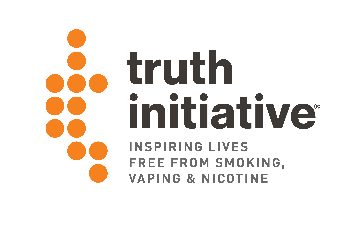 truth
initiative®
INSPIRING LIVES
FREE FROM SMOKING,
VAPING & NICOTINE